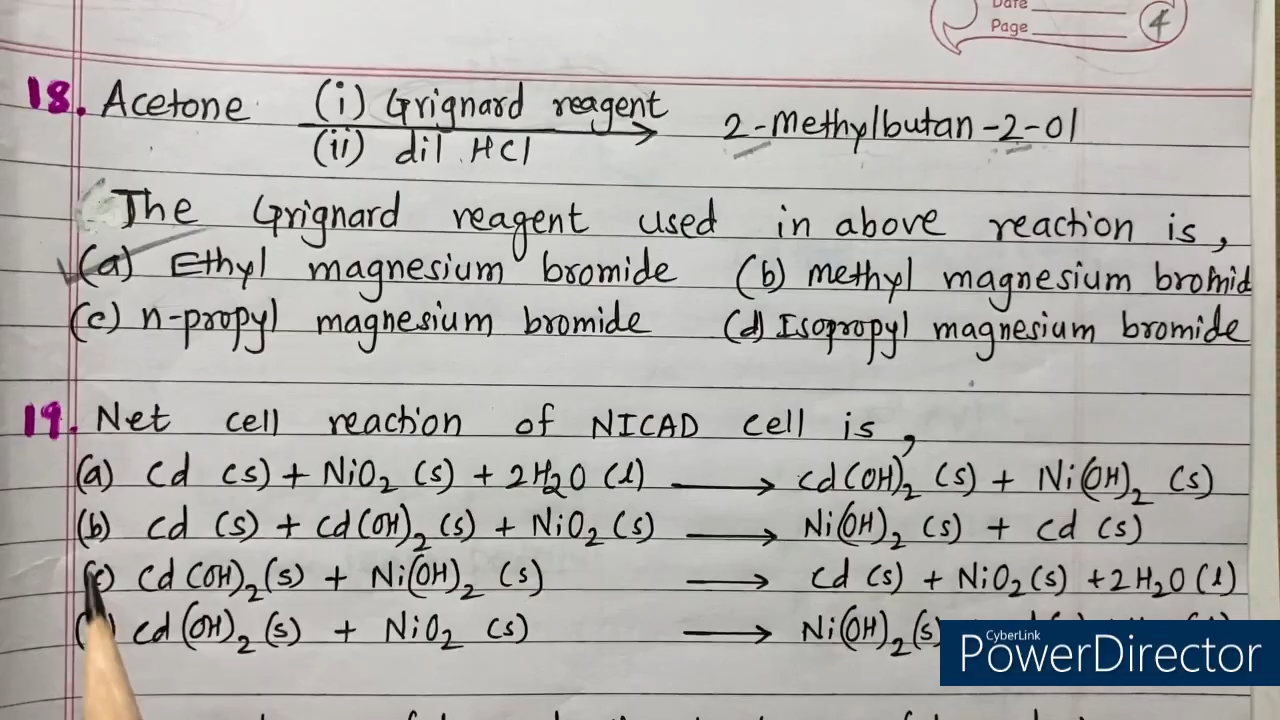 Date
Page
4
18. Acetone (i) Grignard reagent
(ii) dil HCl
2-Methylbutan-2-ol
The Grignard reagent used in above reaction is,
(a) Ethyl magnesium bromide (b) methyl magnesium bromid
(c) n-propyl magnesium bromide (d) Isopropyl magnesium bromide
19. Net cell reaction of NICAD cell is,
(a) Cd (s) + NiO₂ (s) + 2H₂O (l) → Cd(OH)₂ (s) + Ni(OH)₂ (s)
(b) Cd (s) + Cd(OH)₂ (s) + NiO₂ (s) → Ni(OH)₂ (s) + Cd (s)
(c) Cd(OH)₂(s) + Ni(OH)₂ (s) → Cd (s) + NiO₂(s) + 2H₂O (l)
Cd(OH)₂ (s) + NiO₂ (s) → Ni(OH)₂(s)
CyberLink
PowerDirector